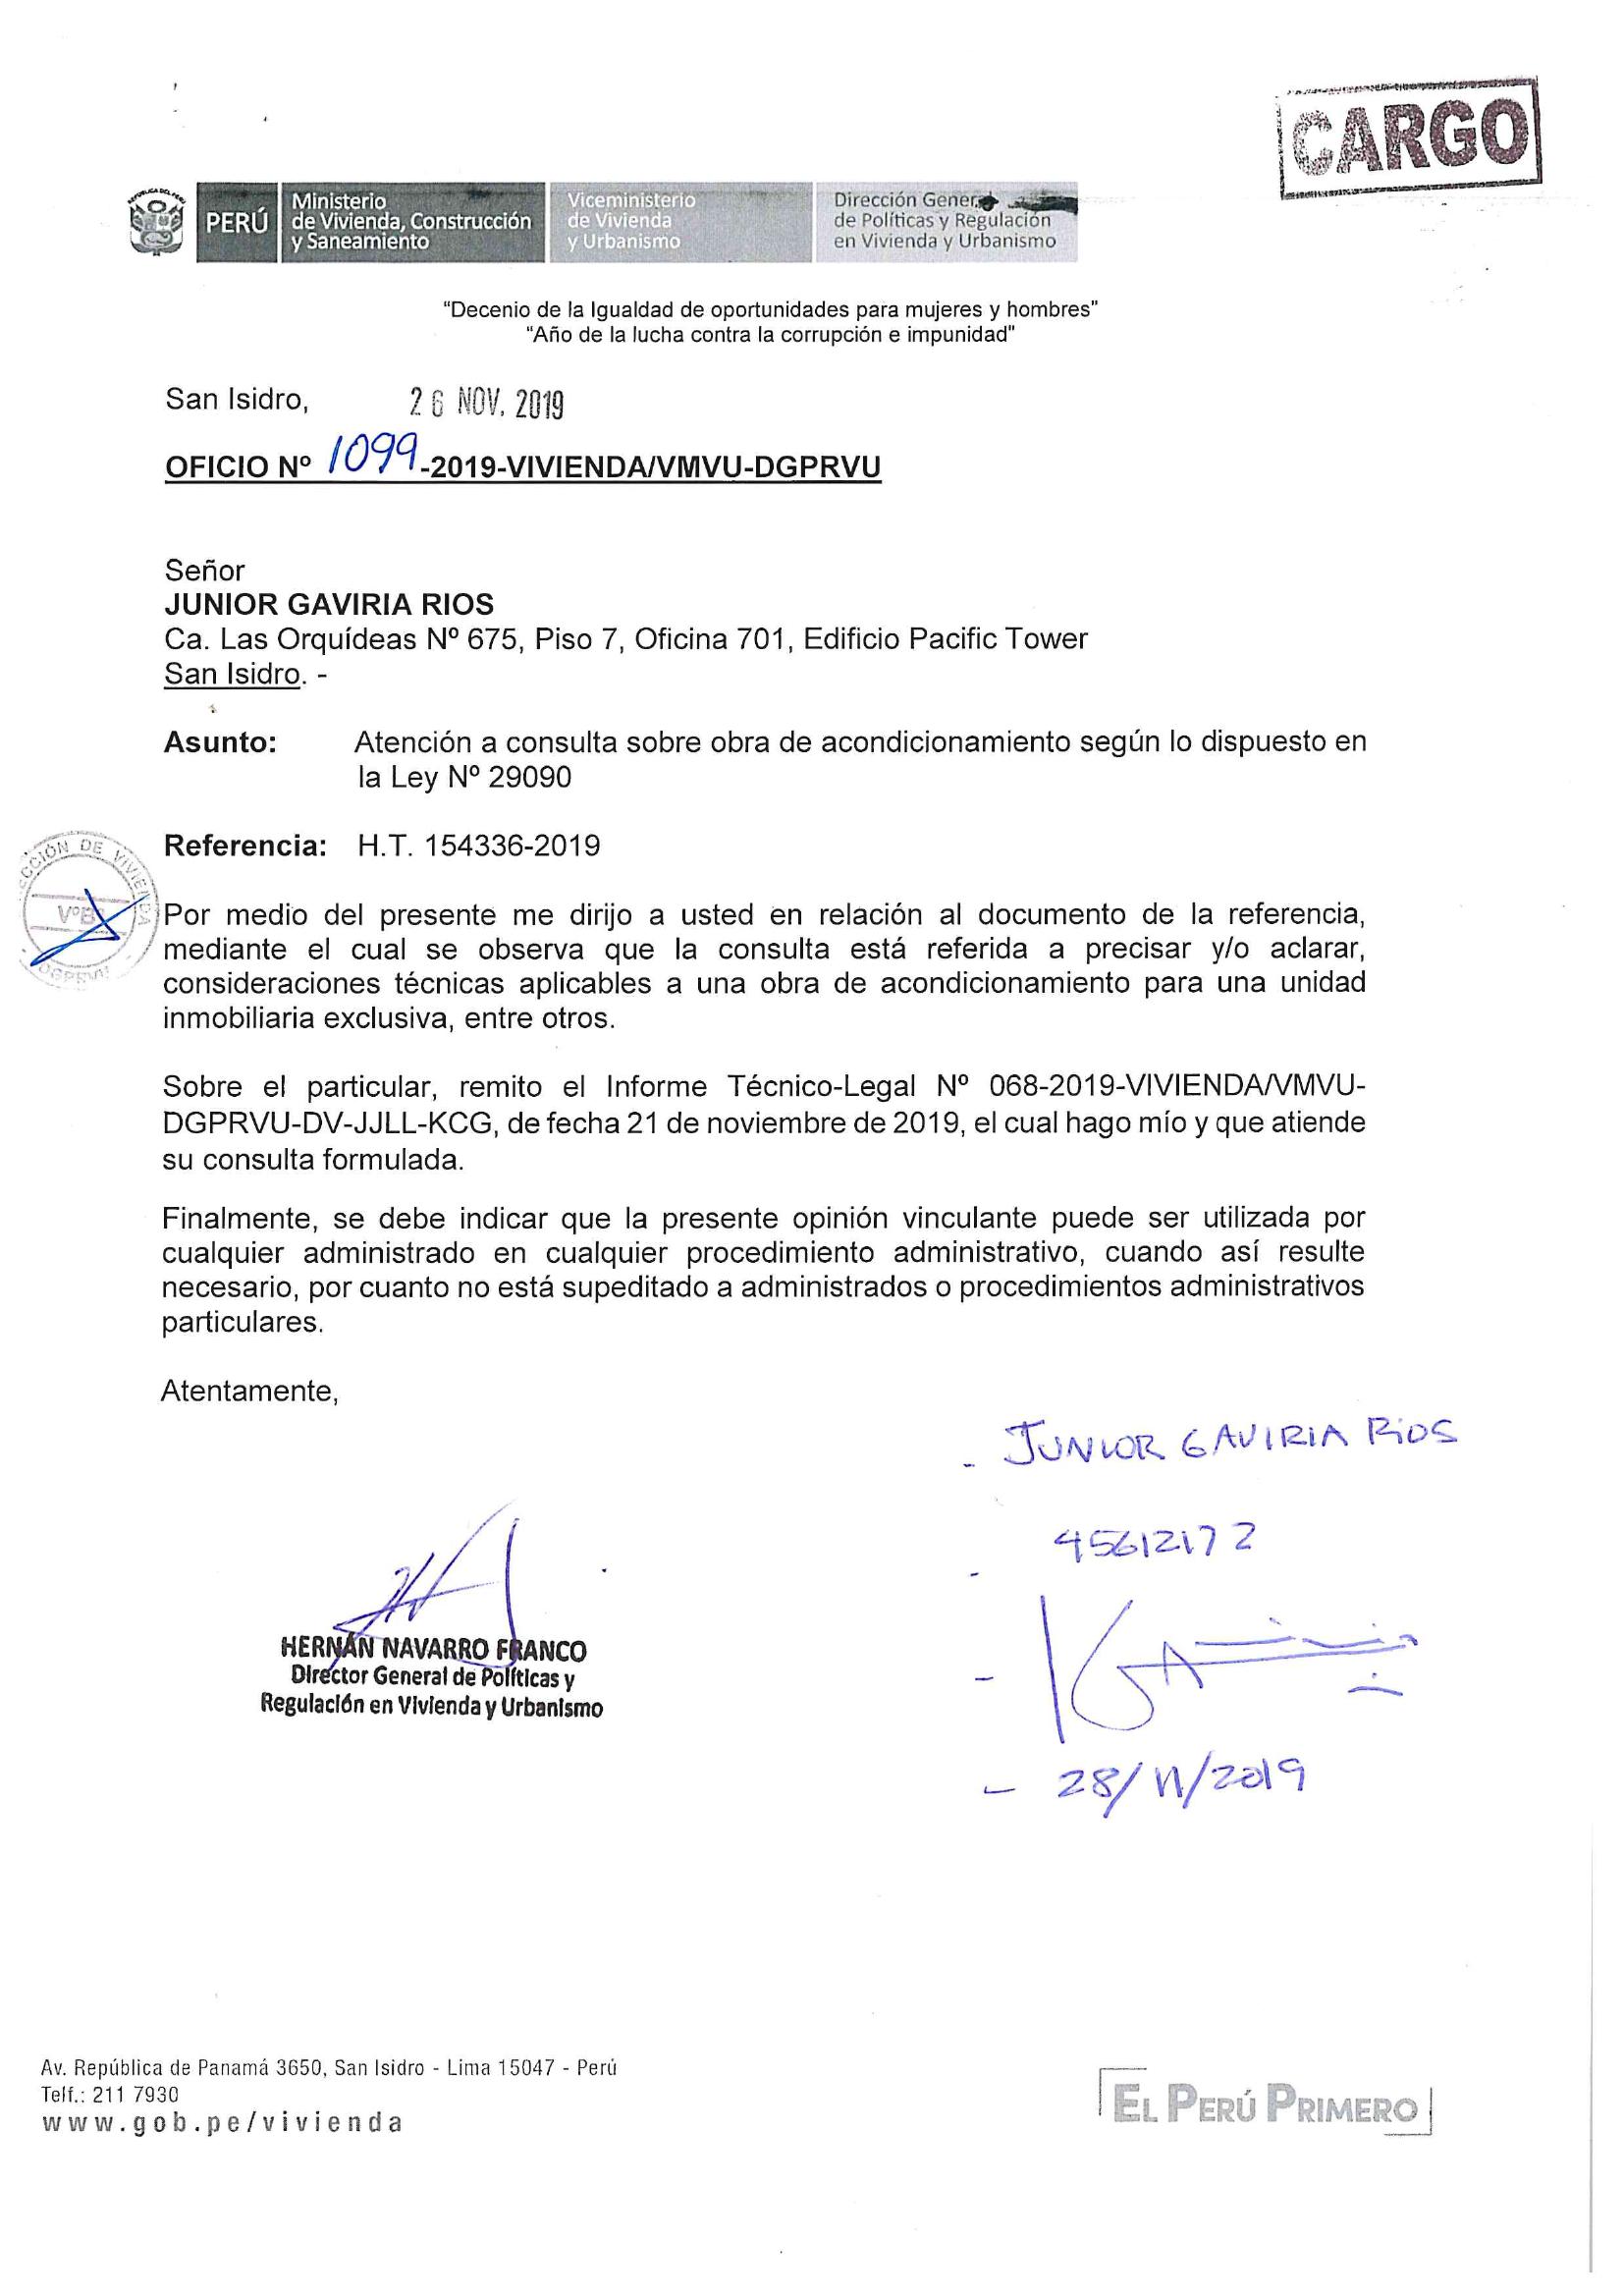 CARGO
REPÚBLICA DEL PERÚ
PERÚ
Ministerio
de Vivienda, Construcción
y Saneamiento
Viceministerio
de Vivienda
y Urbanismo
Dirección General
de Políticas y Regulación
en Vivienda y Urbanismo
“Decenio de la Igualdad de oportunidades para mujeres y hombres”
“Año de la lucha contra la corrupción e impunidad”
San Isidro, 26 NOV. 2019
OFICIO Nº 1099-2019-VIVIENDA/VMVU-DGPRVU
Señor
JUNIOR GAVIRIA RIOS
Ca. Las Orquídeas Nº 675, Piso 7, Oficina 701, Edificio Pacific Tower
San Isidro. -
Asunto: Atención a consulta sobre obra de acondicionamiento según lo dispuesto en
la Ley Nº 29090
Referencia: H.T. 154336-2019
DE VIVIENDA
VºBº
DGPRVU
Por medio del presente me dirijo a usted en relación al documento de la referencia,
mediante el cual se observa que la consulta está referida a precisar y/o aclarar,
consideraciones técnicas aplicables a una obra de acondicionamiento para una unidad
inmobiliaria exclusiva, entre otros.
Sobre el particular, remito el Informe Técnico-Legal Nº 068-2019-VIVIENDA/VMVU-
DGPRVU-DV-JJLL-KCG, de fecha 21 de noviembre de 2019, el cual hago mío y que atiende
su consulta formulada.
Finalmente, se debe indicar que la presente opinión vinculante puede ser utilizada por
cualquier administrado en cualquier procedimiento administrativo, cuando así resulte
necesario, por cuanto no está supeditado a administrados o procedimientos administrativos
particulares.
Atentamente,
- JUNIOR GAVIRIA RIOS
- 45612172
HERNÁN NAVARRO FRANCO
Director General de Políticas y
Regulación en Vivienda y Urbanismo
- 28/11/2019
Av. República de Panamá 3650, San Isidro - Lima 15047 - Perú
Telf.: 211 7930
www.gob.pe/vivienda
EL PERÚ PRIMERO